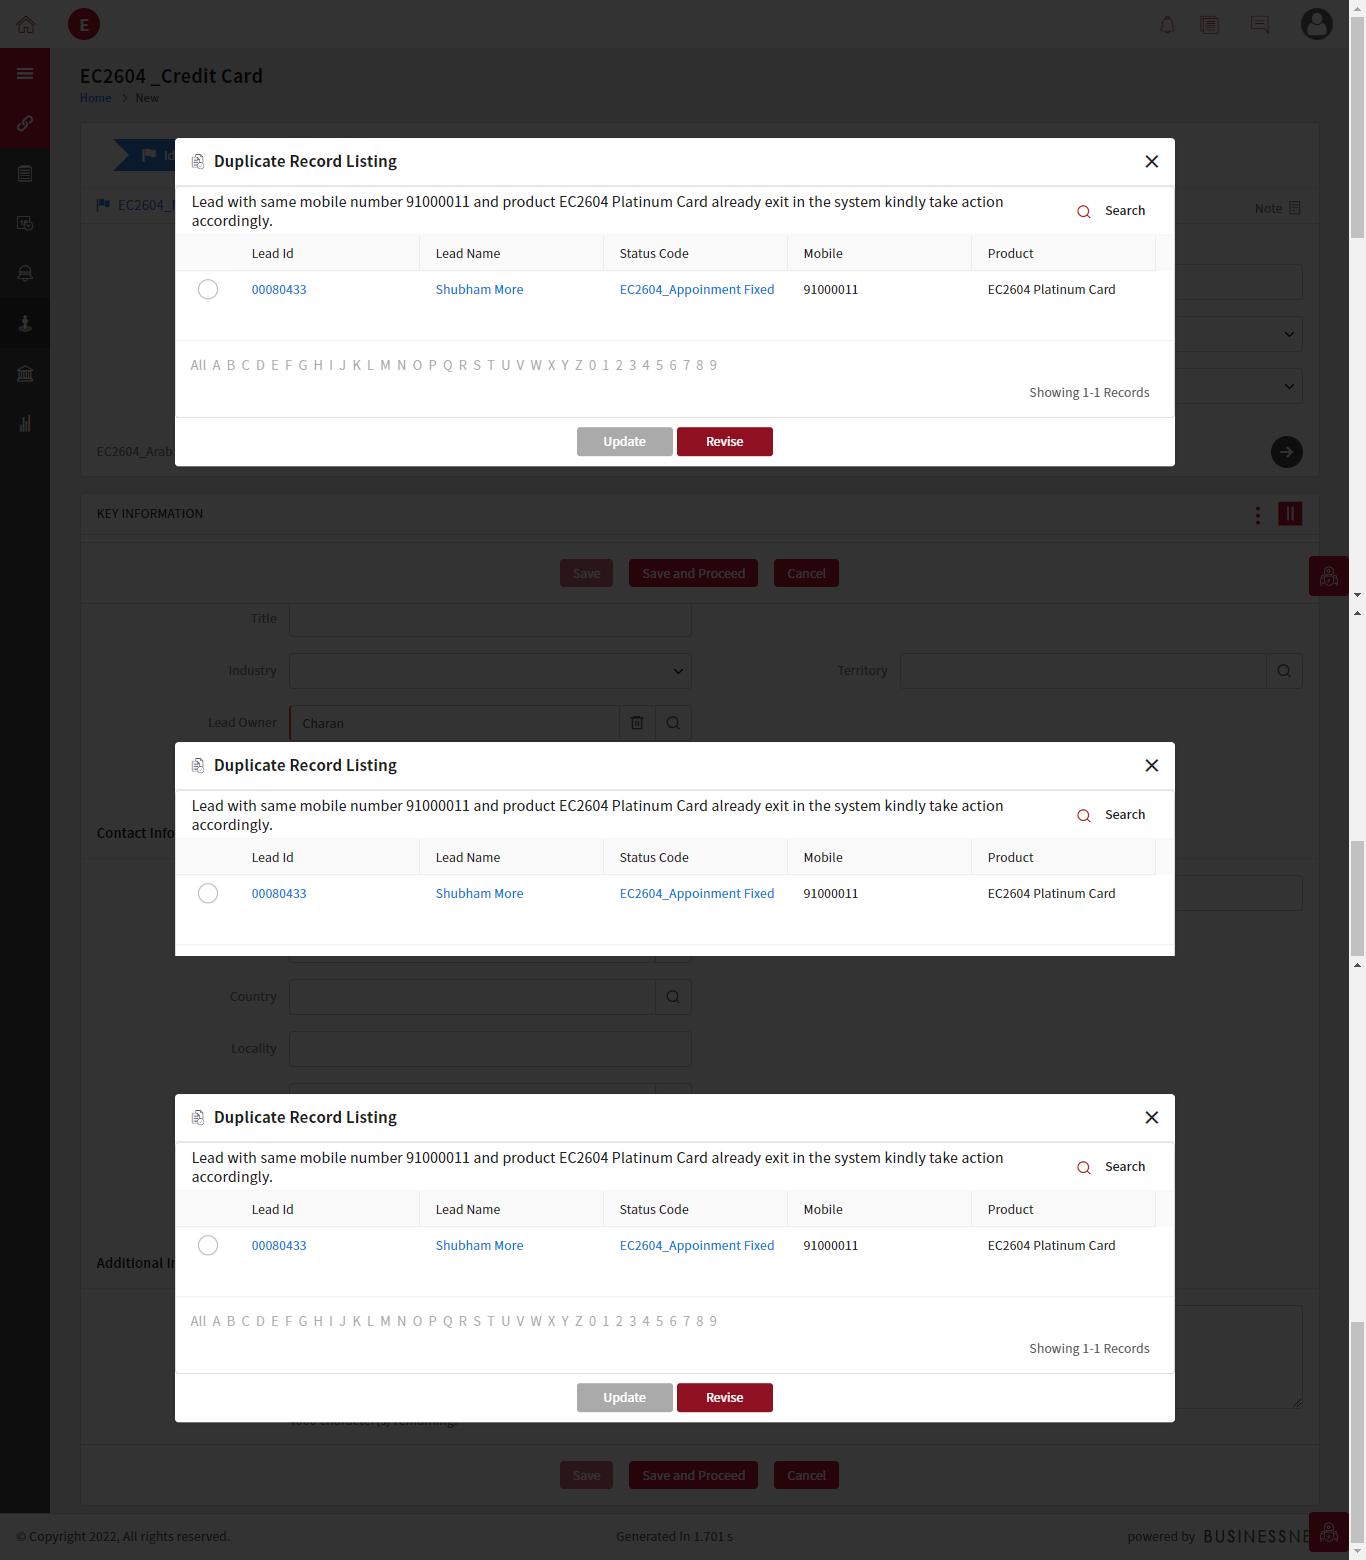 E
EC2604 _Credit Card
Home > New
Duplicate Record Listing
Lead with same mobile number 91000011 and product EC2604 Platinum Card already exit in the system kindly take action
accordingly.
Search
EC2604_
Note
Lead Id Lead Name Status Code Mobile Product
00080433 Shubham More EC2604_Appoinment Fixed 91000011 EC2604 Platinum Card
All A B C D E F G H I J K L M N O P Q R S T U V W X Y Z 0 1 2 3 4 5 6 7 8 9
Showing 1-1 Records
Update Revise
EC2604_Arab
KEY INFORMATION
Save Save and Proceed Cancel
Title
Industry Territory
Lead Owner Charan
Duplicate Record Listing
Lead with same mobile number 91000011 and product EC2604 Platinum Card already exit in the system kindly take action
accordingly.
Search
Contact Info
Lead Id Lead Name Status Code Mobile Product
00080433 Shubham More EC2604_Appoinment Fixed 91000011 EC2604 Platinum Card
Country
Locality
Duplicate Record Listing
Lead with same mobile number 91000011 and product EC2604 Platinum Card already exit in the system kindly take action
accordingly.
Search
Lead Id Lead Name Status Code Mobile Product
00080433 Shubham More EC2604_Appoinment Fixed 91000011 EC2604 Platinum Card
Additional
All A B C D E F G H I J K L M N O P Q R S T U V W X Y Z 0 1 2 3 4 5 6 7 8 9
Showing 1-1 Records
Update Revise
Save Save and Proceed Cancel
© Copyright 2022, All rights reserved. Generated In 1.701 s powered by BUSINESSNE